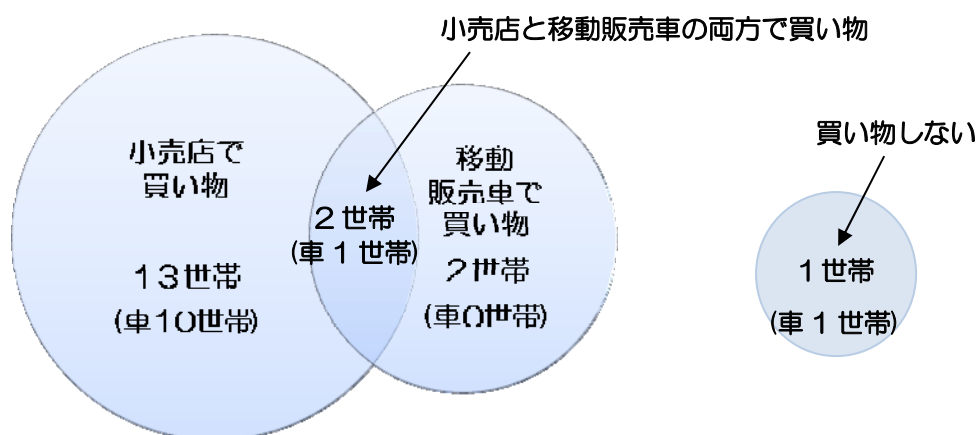 小売店と移動販売車の両方で買い物
買い物しない
小売店で
買い物
13世帯
(車10世帯)
2世帯
(車1世帯)
移動
販売車で
買い物
2世帯
(車0世帯)
1世帯
(車1世帯)